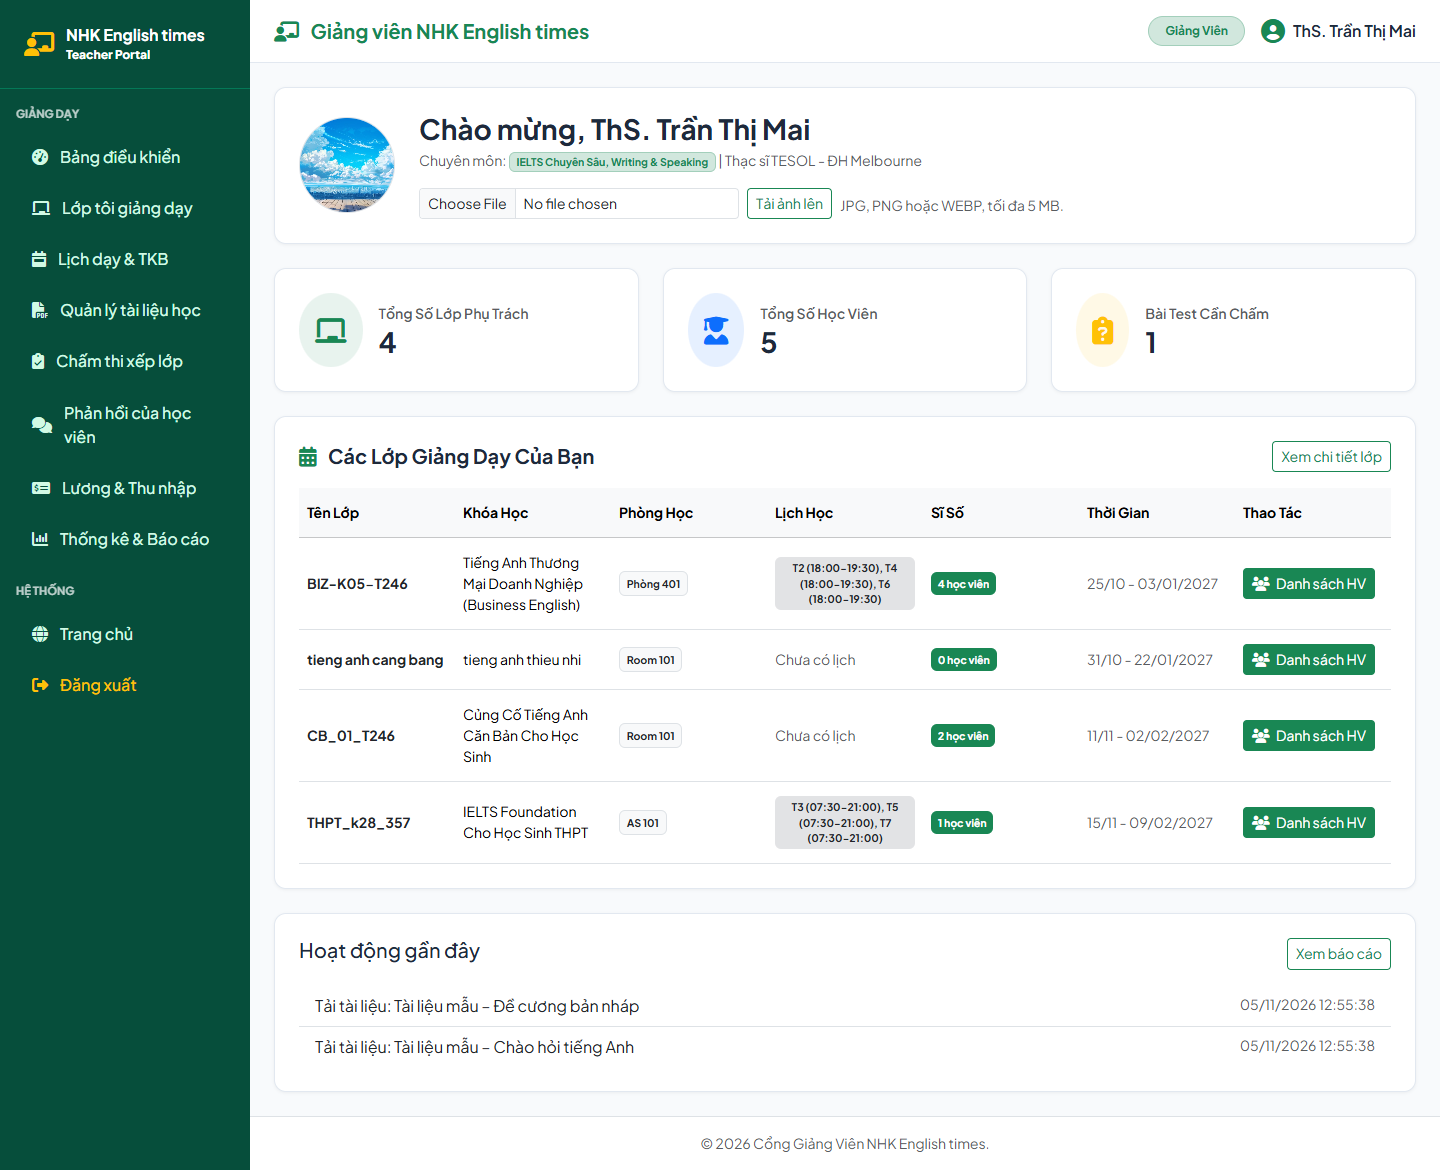 NHK English times
Teacher Portal
GIẢNG DẠY
Bảng điều khiển
Lớp tôi giảng dạy
Lịch dạy & TKB
Quản lý tài liệu học
Chấm thi xếp lớp
Phản hồi của học
viên
Lương & Thu nhập
Thống kê & Báo cáo
HỆ THỐNG
Trang chủ
Đăng xuất
Giảng viên NHK English times
Giảng Viên
ThS. Trần Thị Mai
Chào mừng, ThS. Trần Thị Mai
Chuyên môn: IELTS Chuyên Sâu, Writing & Speaking | Thạc sĩ TESOL - ĐH Melbourne
Choose File No file chosen Tải ảnh lên JPG, PNG hoặc WEBP, tối đa 5 MB.
Tổng Số Lớp Phụ Trách
4
Tổng Số Học Viên
5
Bài Test Cần Chấm
1
Các Lớp Giảng Dạy Của Bạn
Xem chi tiết lớp
Tên Lớp Khóa Học Phòng Học Lịch Học Sĩ Số Thời Gian Thao Tác
BIZ-K05-T246
Tiếng Anh Thương
Mại Doanh Nghiệp
(Business English)
Phòng 401
T2 (18:00-19:30), T4
(18:00-19:30), T6
(18:00-19:30)
4 học viên
25/10 - 03/01/2027
Danh sách HV
tieng anh cang bang
tieng anh thieu nhi
Room 101
Chưa có lịch
0 học viên
31/10 - 22/01/2027
Danh sách HV
CB_01_T246
Củng Cố Tiếng Anh
Căn Bản Cho Học
Sinh
Room 101
Chưa có lịch
2 học viên
11/11 - 02/02/2027
Danh sách HV
THPT_k28_357
IELTS Foundation
Cho Học Sinh THPT
AS 101
T3 (07:30-21:00), T5
(07:30-21:00), T7
(07:30-21:00)
1 học viên
15/11 - 09/02/2027
Danh sách HV
Hoạt động gần đây
Xem báo cáo
Tải tài liệu: Tài liệu mẫu – Đề cương bản nháp
05/11/2026 12:55:38
Tải tài liệu: Tài liệu mẫu – Chào hỏi tiếng Anh
05/11/2026 12:55:38
© 2026 Cổng Giảng Viên NHK English times.